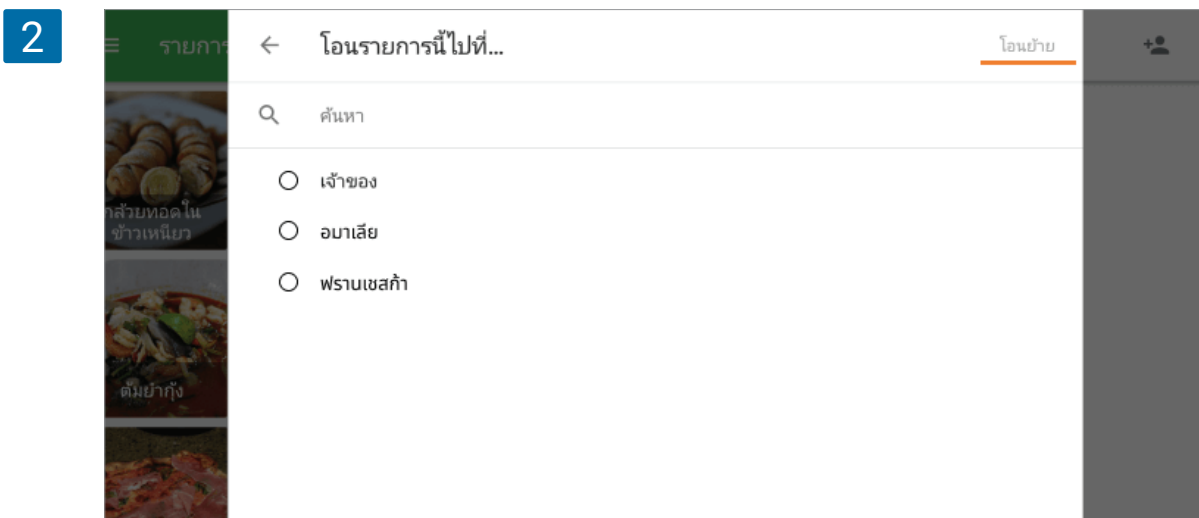 2
รายการ
โอนรายการนี้ไปที่...
โอนย้าย
ค้นหา
เจ้าของ
อมาเลีย
ฟรานเชสก้า
กล้วยทอดใน
ข้าวเหนียว
ต้มยำกุ้ง